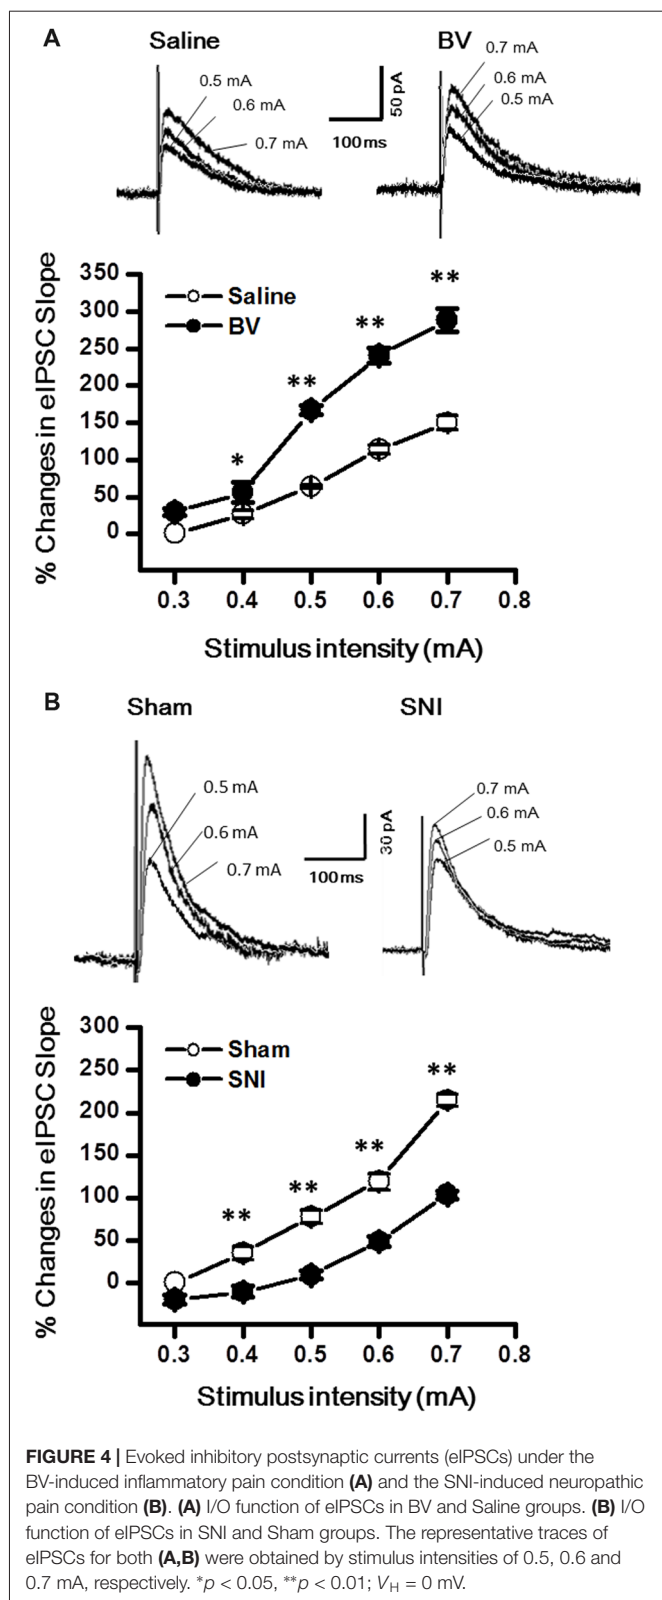 A
Saline
BV
0.5 mA
0.6 mA
0.7 mA
50 pA
100 ms
0.7 mA
0.6 mA
0.5 mA
% Changes in eIPSC Slope
350
300
250
200
150
100
50
0
Saline
BV
*
**
**
**
0.3 0.4 0.5 0.6 0.7 0.8
Stimulus intensity (mA)
B
Sham
SNI
0.5 mA
0.6 mA
0.7 mA
30 pA
100 ms
0.7 mA
0.6 mA
0.5 mA
% Changes in eIPSC Slope
300
250
200
150
100
50
0
Sham
SNI
**
**
**
**
0.3 0.4 0.5 0.6 0.7 0.8
Stimulus intensity (mA)
FIGURE 4 | Evoked inhibitory postsynaptic currents (eIPSCs) under the
BV-induced inflammatory pain condition (A) and the SNI-induced neuropathic
pain condition (B). (A) I/O function of eIPSCs in BV and Saline groups. (B) I/O
function of eIPSCs in SNI and Sham groups. The representative traces of
eIPSCs for both (A,B) were obtained by stimulus intensities of 0.5, 0.6 and
0.7 mA, respectively. *p < 0.05, **p < 0.01; VH = 0 mV.